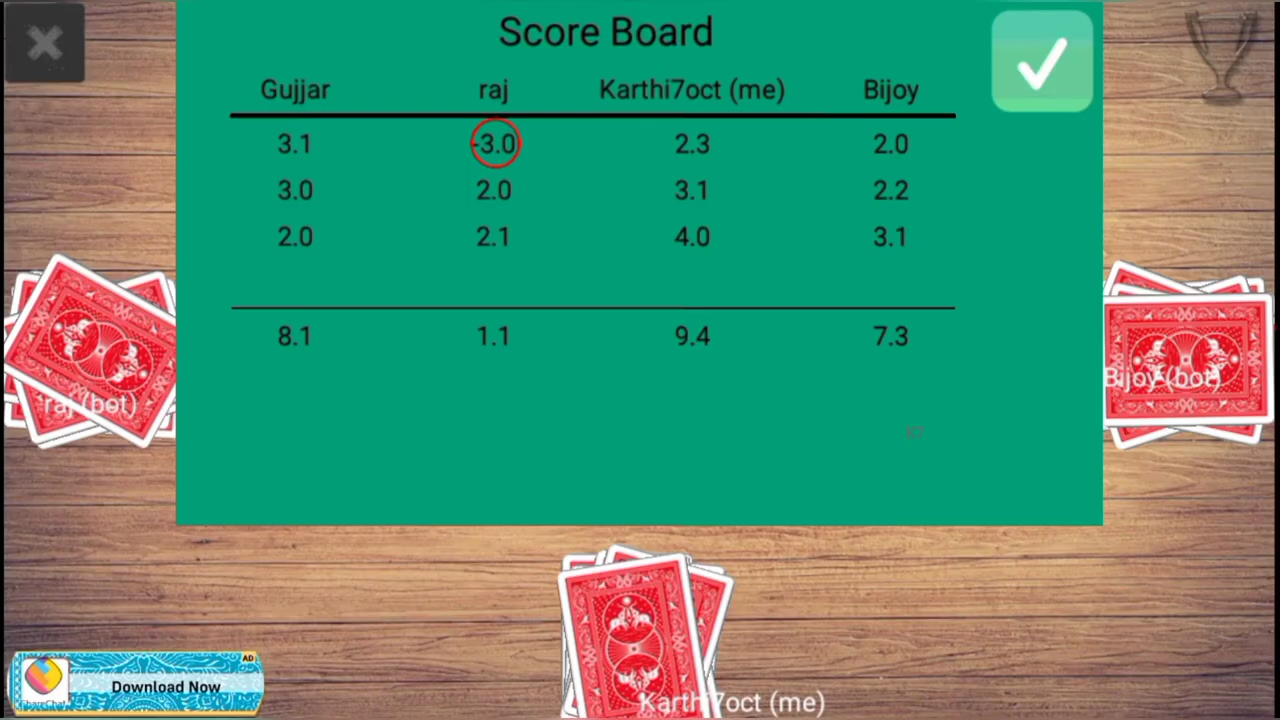 Score Board
Gujjar raj Karthi7oct (me) Bijoy
3.1 -3.0 2.3 2.0
3.0 2.0 3.1 2.2
2.0 2.1 4.0 3.1
8.1 1.1 9.4 7.3
raj (bot)
Bijoy (bot)
K7
Karthi7oct (me)
AD
Download Now
ShareChat